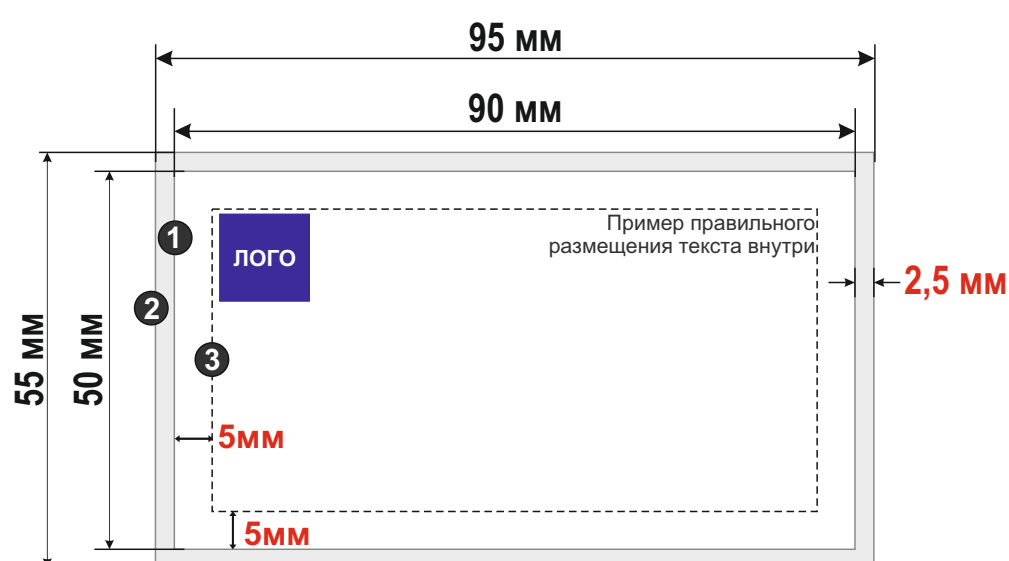 95 мм
90 мм
Пример правильного
размещения текста внутри
ЛОГО
1
2
2,5 мм
3
55 мм
50 мм
5мм
5мм